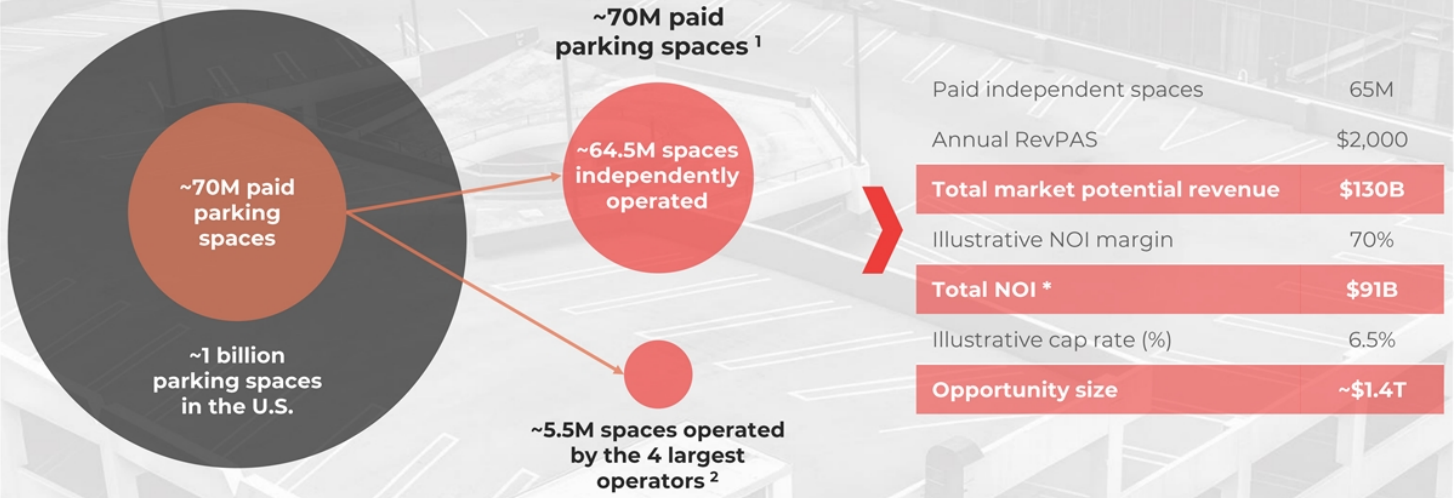 ~70M paid
parking
spaces
~1 billion
parking spaces
in the U.S.
~70M paid
parking spaces ¹
~64.5M spaces
independently
operated
~5.5M spaces operated
by the 4 largest
operators ²
Paid independent spaces 65M
Annual RevPAS $2,000
Total market potential revenue $130B
Illustrative NOI margin 70%
Total NOI * $91B
Illustrative cap rate (%) 6.5%
Opportunity size ~$1.4T